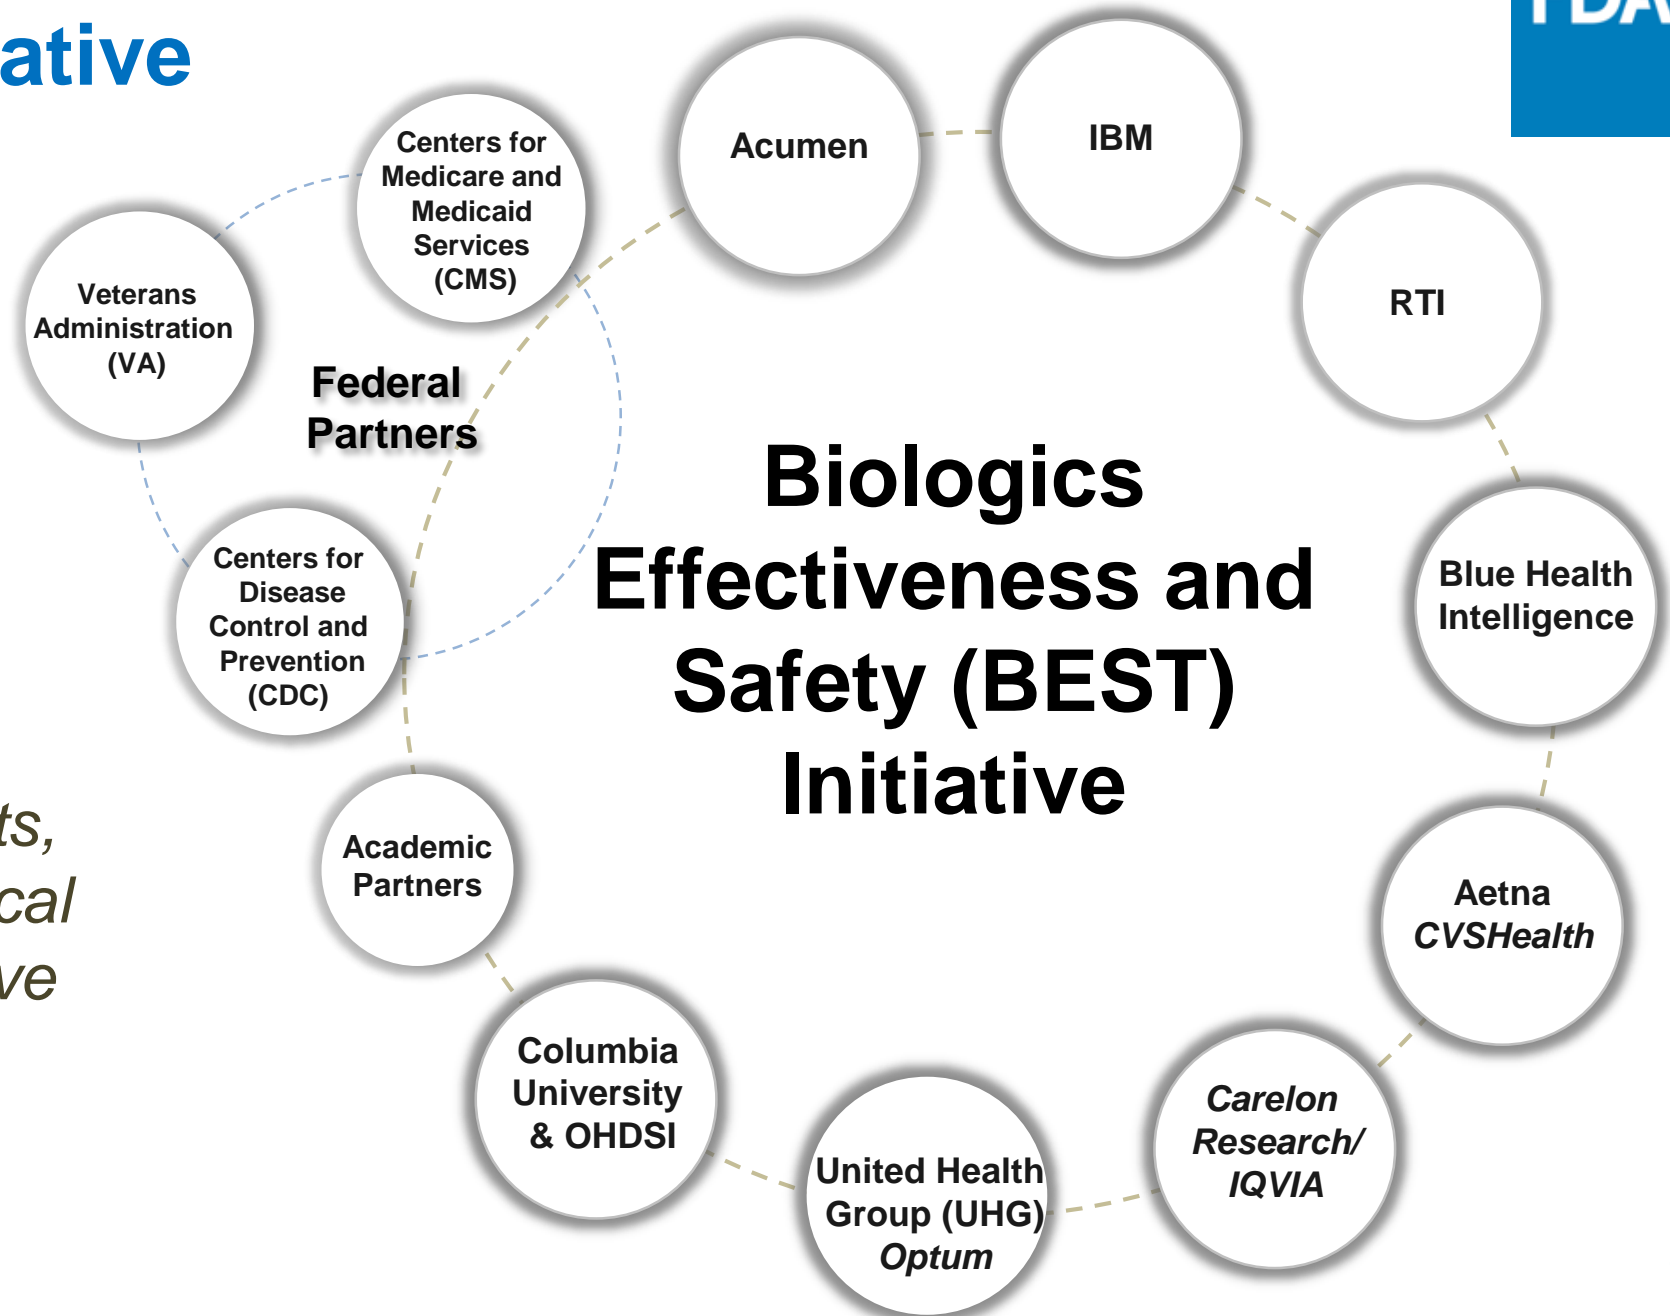 ative
FDA
Centers for
Medicare and
Medicaid
Services
(CMS)
Acumen
IBM
Veterans
Administration
(VA)
RTI
Federal
Partners
Biologics
Effectiveness and
Safety (BEST)
Initiative
Centers for
Disease
Control and
Prevention
(CDC)
Blue Health
Intelligence
ts,
cal
ve
Academic
Partners
Aetna
CVSHealth
Columbia
University
& OHDSI
United Health
Group (UHG)
Optum
Carelon
Research/
IQVIA